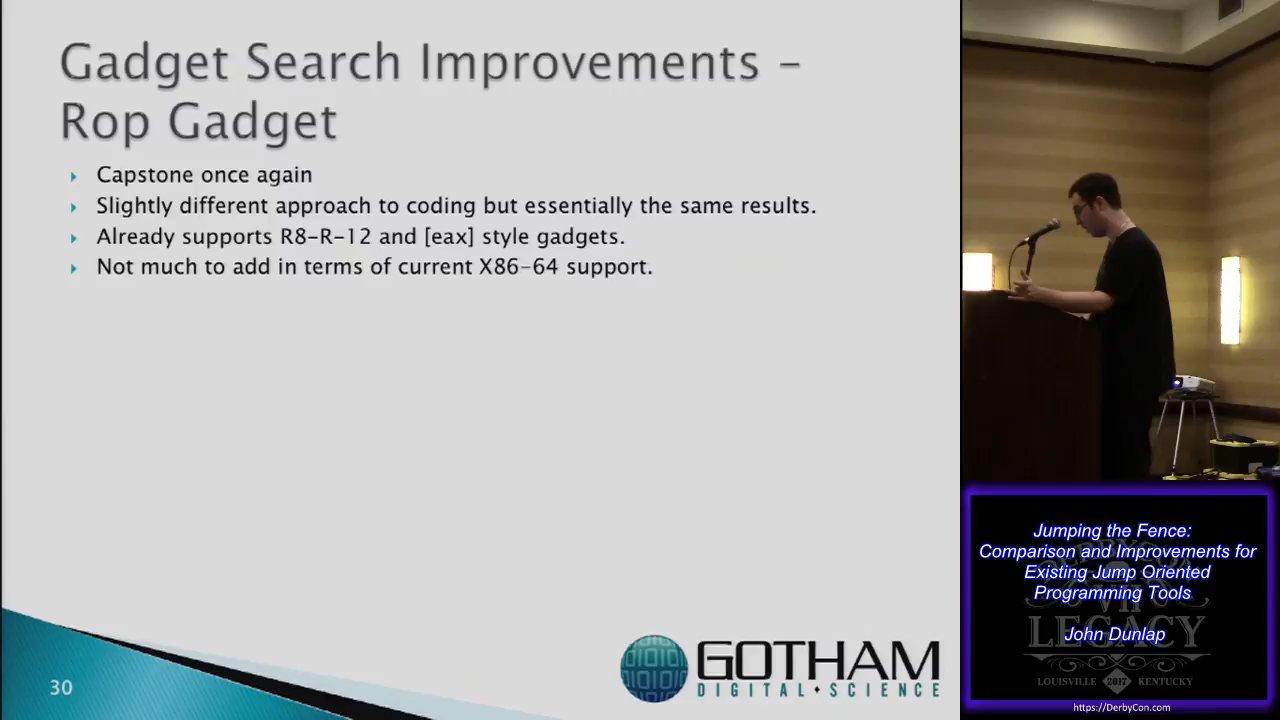 Gadget Search Improvements –
Rop Gadget
Capstone once again
Slightly different approach to coding but essentially the same results.
Already supports R8-R-12 and [eax] style gadgets.
Not much to add in terms of current X86-64 support.
30
GOTHAM
DIGITAL SCIENCE
Jumping the Fence:
Comparison and Improvements for
Existing Jump Oriented
Programming Tools
John Dunlap
LEGACY
LOUISVILLE 2017 KENTUCKY
https://DerbyCon.com